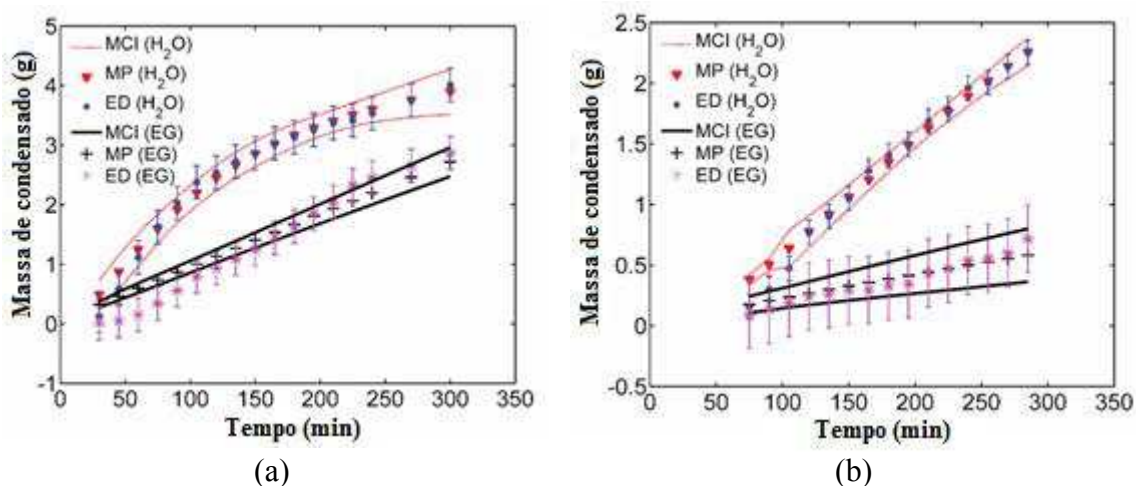 Massa de condensado (g)
5
4
3
2
1
0
-1
MCI (H₂O)
MP (H₂O)
ED (H₂O)
MCI (EG)
MP (EG)
ED (EG)
0 50 100 150 200 250 300 350
Tempo (min)
(a)
Massa de condensado (g)
2.5
2
1.5
1
0.5
0
-0.5
MCI (H₂O)
MP (H₂O)
ED (H₂O)
MCI (EG)
MP (EG)
ED (EG)
0 50 100 150 200 250 300 350
Tempo (min)
(b)